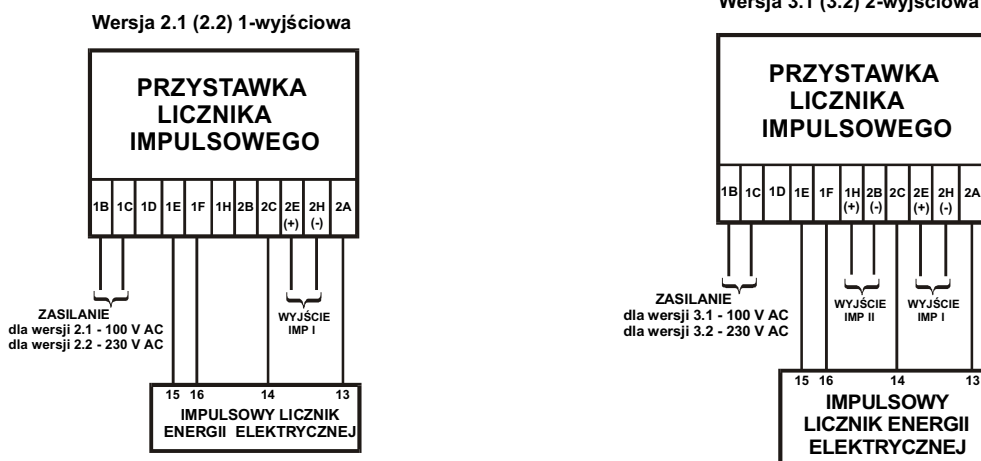 Wersja 2.1 (2.2) 1-wyjściowa
PRZYSTAWKA
LICZNIKA
IMPULSOWEGO
1B 1C 1D 1E 1F 1H 2B 2C 2E 2H 2A
(+) (-)
ZASILANIE
dla wersji 2.1 - 100 V AC
dla wersji 2.2 - 230 V AC
WYJŚCIE
IMP I
15 16 14 13
IMPULSOWY LICZNIK
ENERGII ELEKTRYCZNEJ
Wersja 3.1 (3.2) 2-wyjściowa
PRZYSTAWKA
LICZNIKA
IMPULSOWEGO
1B 1C 1D 1E 1F 1H 2B 2C 2E 2H 2A
(+) (-) (+) (-)
ZASILANIE
dla wersji 3.1 - 100 V AC
dla wersji 3.2 - 230 V AC
WYJŚCIE
IMP II
WYJŚCIE
IMP I
15 16 14 13
IMPULSOWY
LICZNIK ENERGII
ELEKTRYCZNEJ